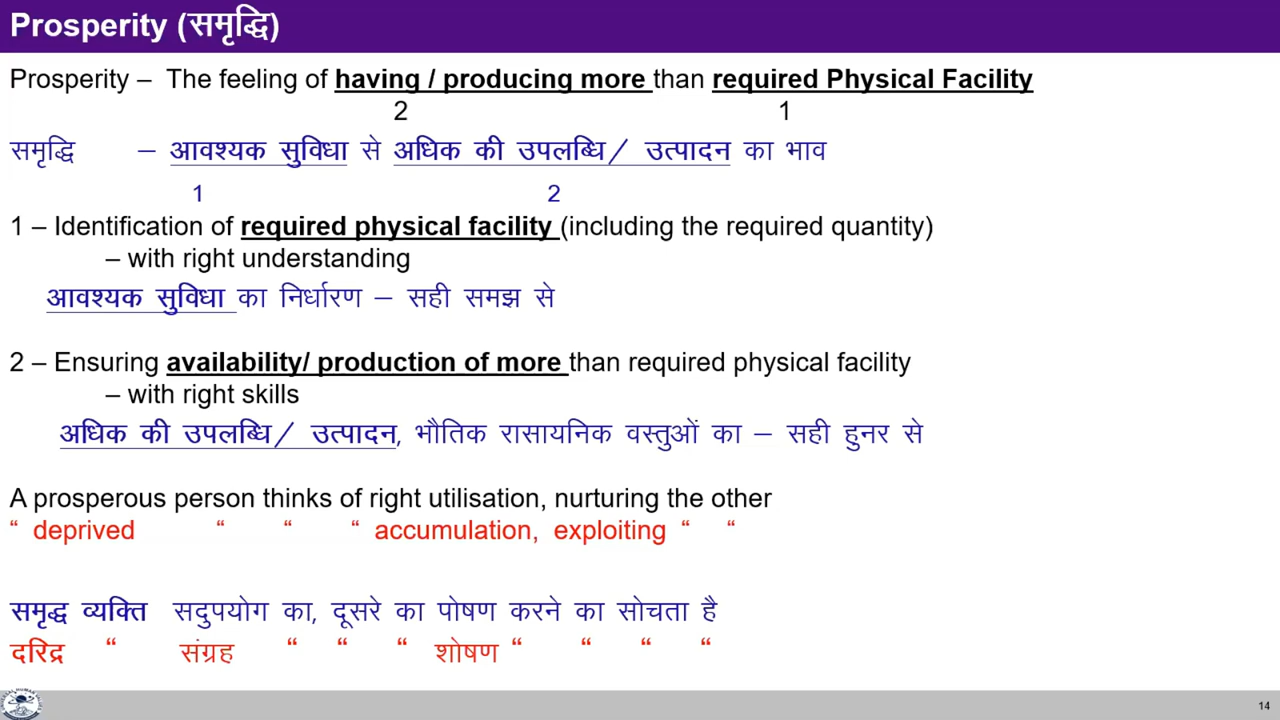 Prosperity (समृद्धि)
Prosperity – The feeling of having / producing more than required Physical Facility
2 1
समृद्धि – आवश्यक सुविधा से अधिक की उपलब्धि/ उत्पादन का भाव
1 2
1 – Identification of required physical facility (including the required quantity)
– with right understanding
आवश्यक सुविधा का निर्धारण – सही समझ से
2 – Ensuring availability/ production of more than required physical facility
– with right skills
अधिक की उपलब्धि/ उत्पादन, भौतिक रासायनिक वस्तुओं का – सही हुनर से
A prosperous person thinks of right utilisation, nurturing the other
“ deprived “ “ “ accumulation, exploiting “ “
समृद्ध व्यक्ति सदुपयोग का, दूसरे का पोषण करने का सोचता है
दरिद्र “ संग्रह “ “ “ शोषण “ “ “ “
14